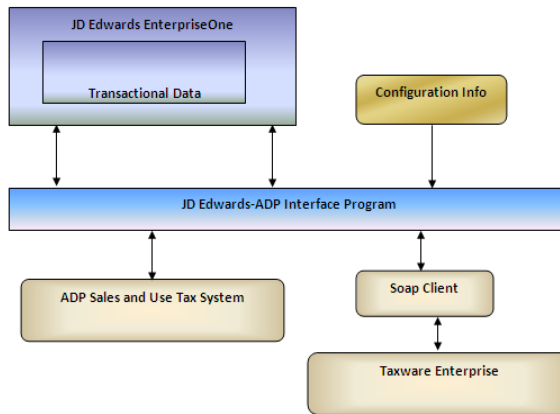 JD Edwards EnterpriseOne
Transactional Data
Configuration Info
JD Edwards-ADP Interface Program
ADP Sales and Use Tax System
Soap Client
Taxware Enterprise